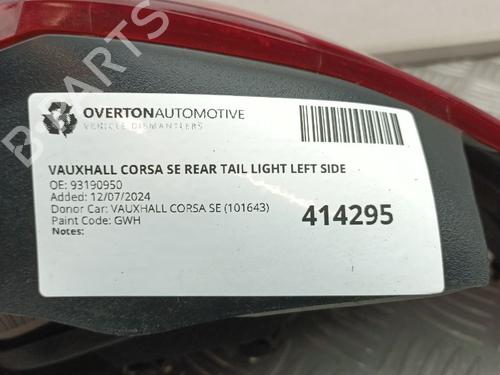 OVERTONAUTOMOTIVE
VEHICLE DISMANTLERS
VAUXHALL CORSA SE REAR TAIL LIGHT LEFT SIDE
OE: 93190950
Added: 12/07/2024
Donor Car: VAUXHALL CORSA SE (101643)
Paint Code: GWH
Notes:
414295
B-PARTS